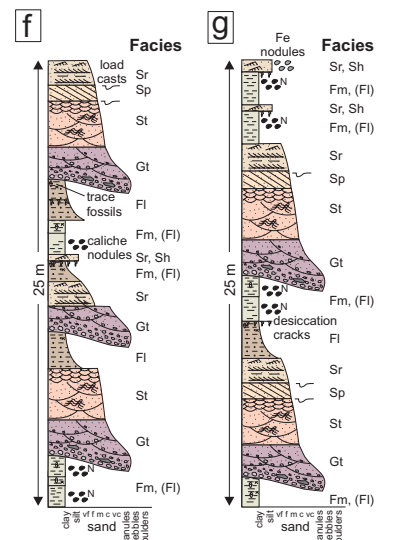 f
Facies
load
casts
Sr
Sp
St
Gt
trace
fossils
Fl
Fm, (Fl)
caliche
nodules
Sr, Sh
Fm, (Fl)
Sr
Gt
Fl
St
Gt
N
Fm, (Fl)
N
25 m
clay
silt
vf f m c vc
sand
g
Fe
nodules
Facies
Sr, Sh
N
Fm, (Fl)
Sr, Sh
N
Fm, (Fl)
Sr
Sp
St
Gt
N
Fm, (Fl)
N
desiccation
cracks
Fl
Sr
Sp
St
Gt
Fm, (Fl)
25 m
clay
silt
vf f m c vc
sand